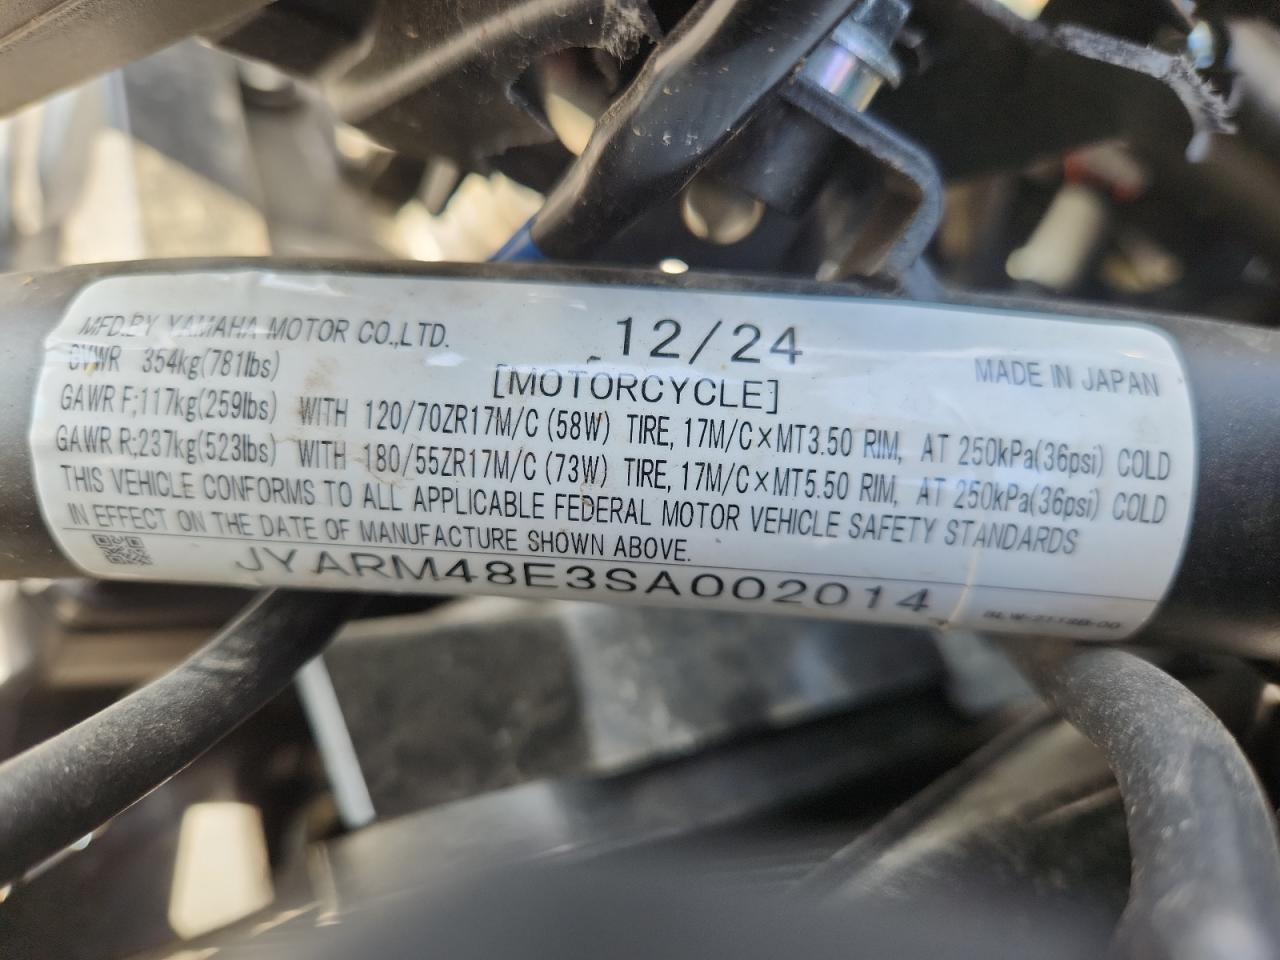 MFD.BY YAMAHA MOTOR CO.,LTD. 12/24
GVWR 354kg(781lbs) [MOTORCYCLE] MADE IN JAPAN
GAWR F;117kg(259lbs) WITH 120/70ZR17M/C (58W) TIRE, 17M/C×MT3.50 RIM, AT 250kPa(36psi) COLD
GAWR R;237kg(523lbs) WITH 180/55ZR17M/C (73W) TIRE, 17M/C×MT5.50 RIM, AT 250kPa(36psi) COLD
THIS VEHICLE CONFORMS TO ALL APPLICABLE FEDERAL MOTOR VEHICLE SAFETY STANDARDS
IN EFFECT ON THE DATE OF MANUFACTURE SHOWN ABOVE.
JYARM48E3SA002014